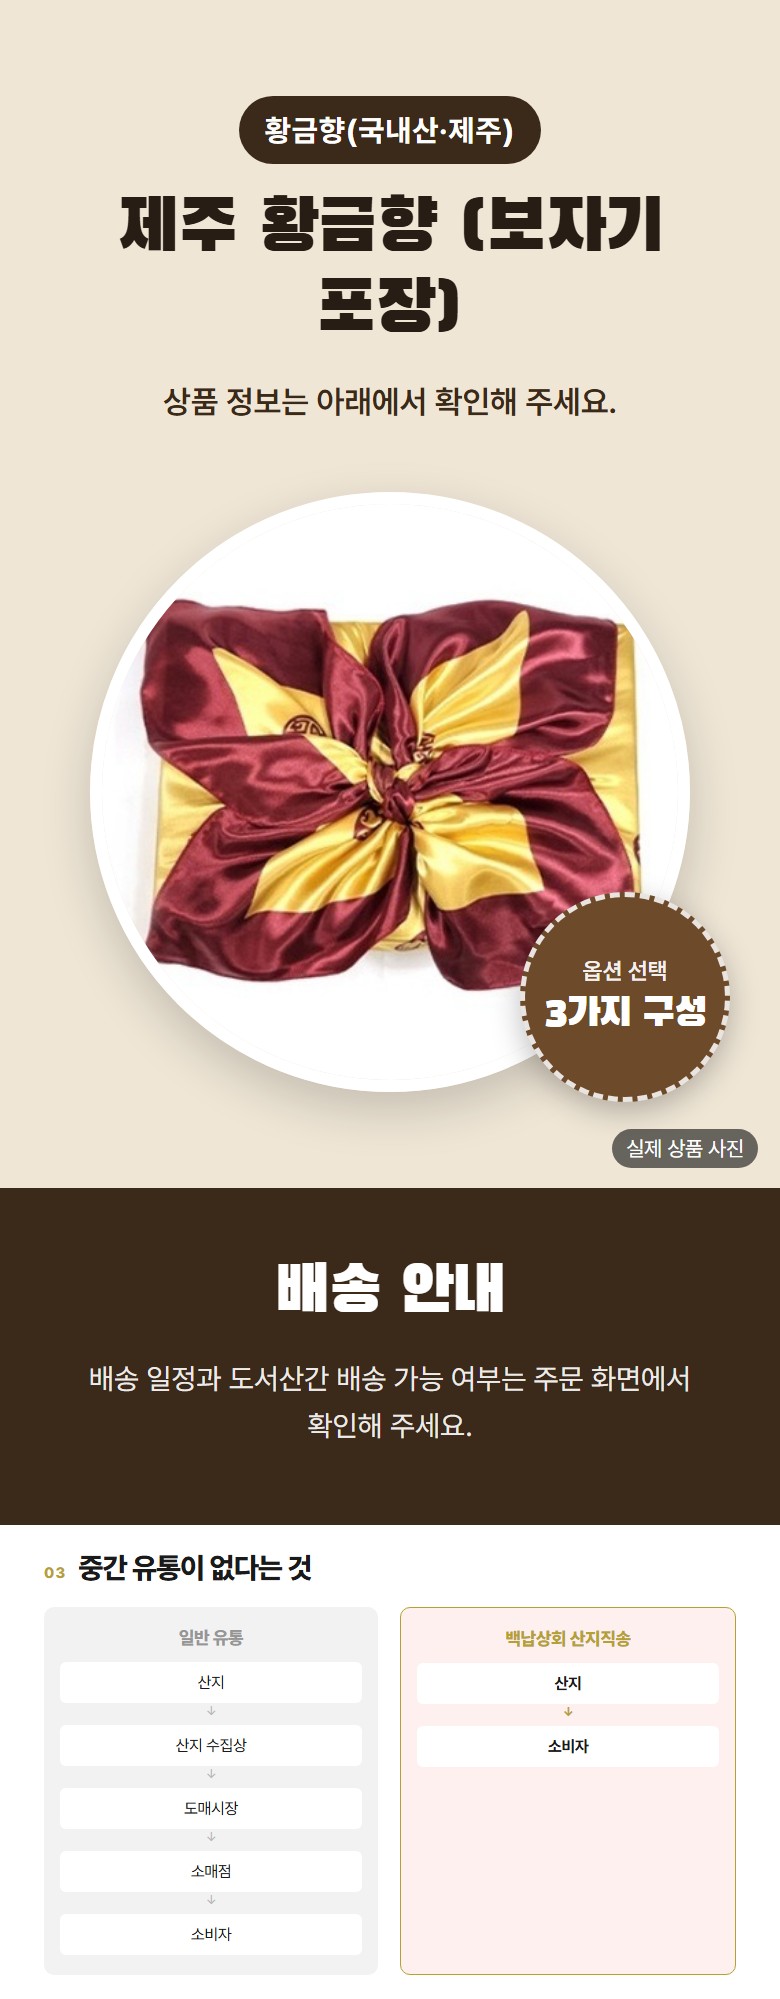 황금향(국내산·제주)
제주 황금향 (보자기
포장)
상품 정보는 아래에서 확인해 주세요.
옵션 선택
3가지 구성
실제 상품 사진
배송 안내
배송 일정과 도서산간 배송 가능 여부는 주문 화면에서
확인해 주세요.
03 중간 유통이 없다는 것
일반 유통
산지
↓
산지 수집상
↓
도매시장
↓
소매점
↓
소비자
백납상회 산지직송
산지
↓
소비자